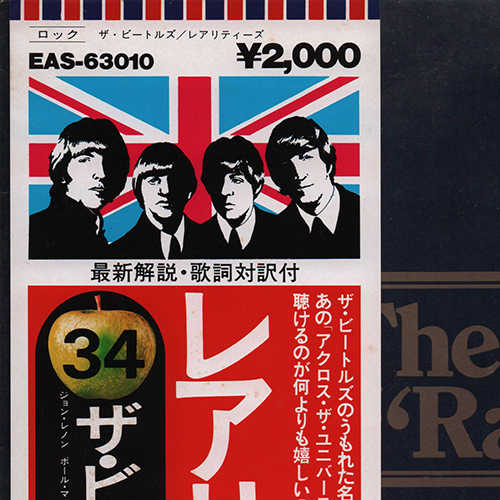 ロック ザ・ビートルズ／レアリティーズ
EAS-63010 ¥2,000
最新解説・歌詞対訳付
ザ・ビートルズのうもれた名
あの「アクロス・ザ・ユニバー
聴けるのが何よりも嬉しい
レア
34
ザ・ビ
ジョン・レノン ポール・マ
The
"Ra